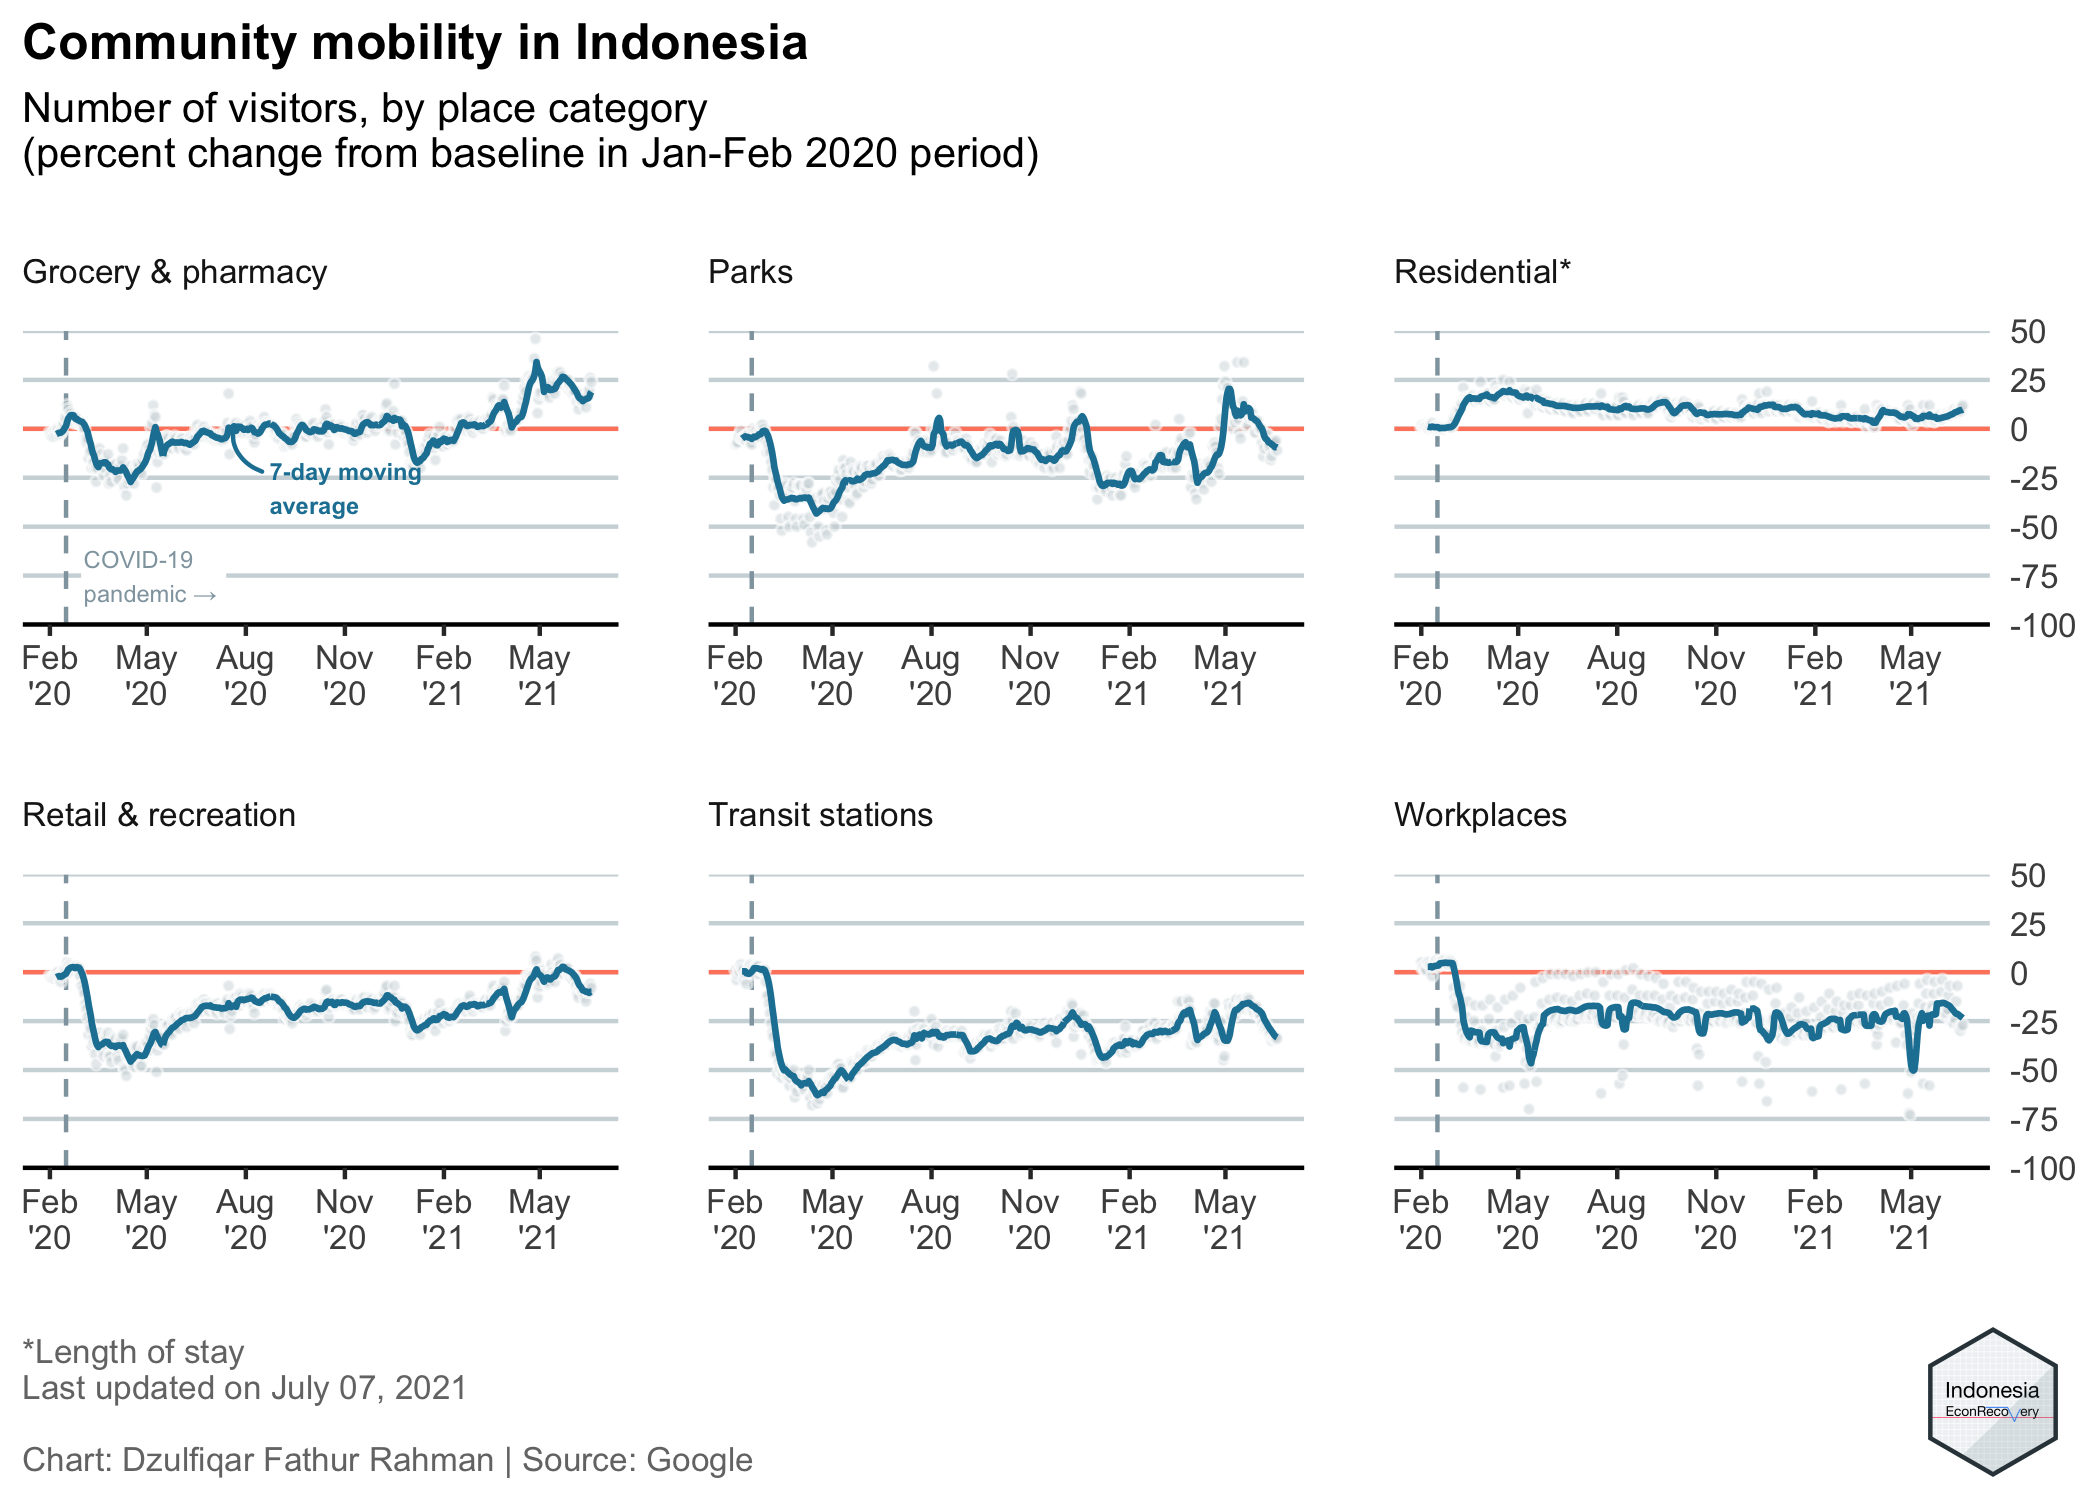 Community mobility in Indonesia
Number of visitors, by place category
(percent change from baseline in Jan-Feb 2020 period)
Grocery & pharmacy
7-day moving
average
COVID-19
pandemic →
Feb May Aug Nov Feb May
'20 '20 '20 '20 '21 '21
Parks
Feb May Aug Nov Feb May
'20 '20 '20 '20 '21 '21
Residential*
50
25
0
-25
-50
-75
-100
Feb May Aug Nov Feb May
'20 '20 '20 '20 '21 '21
Retail & recreation
Feb May Aug Nov Feb May
'20 '20 '20 '20 '21 '21
Transit stations
Feb May Aug Nov Feb May
'20 '20 '20 '20 '21 '21
Workplaces
50
25
0
-25
-50
-75
-100
Feb May Aug Nov Feb May
'20 '20 '20 '20 '21 '21
*Length of stay
Last updated on July 07, 2021
Chart: Dzulfiqar Fathur Rahman | Source: Google
Indonesia
EconRecovery